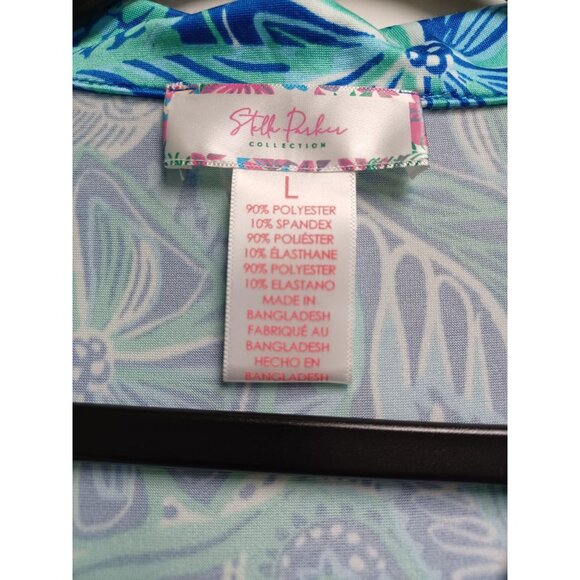 Stella Parker
COLLECTION
L
90% POLYESTER
10% SPANDEX
90% POLIÉSTER
10% ÉLASTHANE
90% POLYESTER
10% ELASTANO
MADE IN
BANGLADESH
FABRIQUÉ AU
BANGLADESH
HECHO EN
BANGLADESH